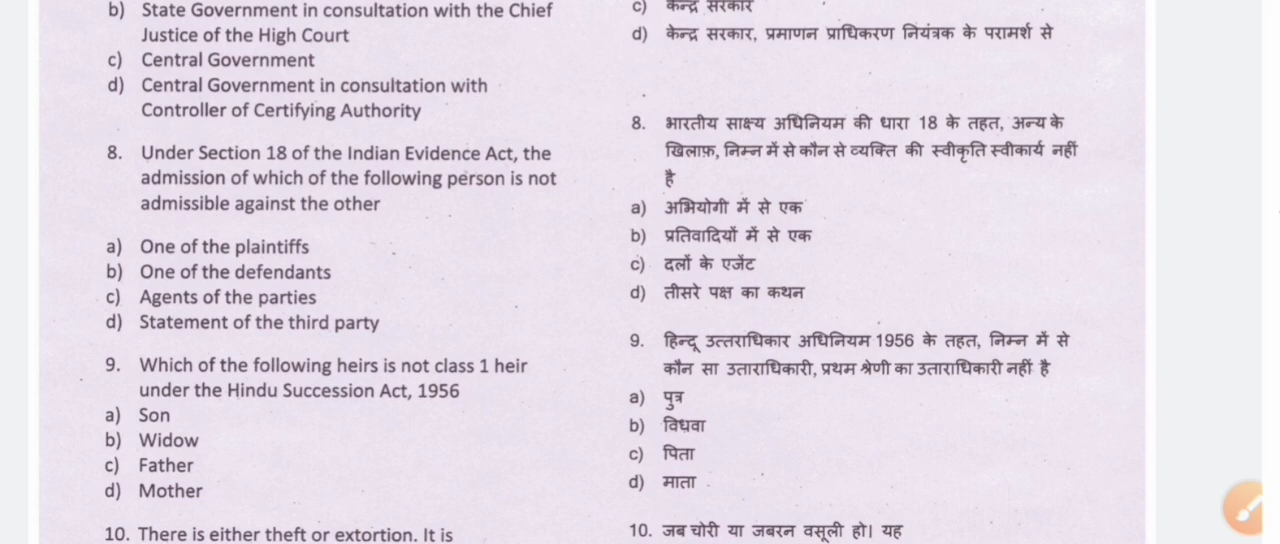 b) State Government in consultation with the Chief
Justice of the High Court
c) Central Government
d) Central Government in consultation with
Controller of Certifying Authority
8. Under Section 18 of the Indian Evidence Act, the
admission of which of the following person is not
admissible against the other
a) One of the plaintiffs
b) One of the defendants
c) Agents of the parties
d) Statement of the third party
9. Which of the following heirs is not class 1 heir
under the Hindu Succession Act, 1956
a) Son
b) Widow
c) Father
d) Mother
10. There is either theft or extortion. It is
c) केन्द्र सरकार
d) केन्द्र सरकार, प्रमाणन प्राधिकरण नियंत्रक के परामर्श से
8. भारतीय साक्ष्य अधिनियम की धारा 18 के तहत, अन्य के
खिलाफ़, निम्न में से कौन से व्यक्ति की स्वीकृति स्वीकार्य नहीं
है
a) अभियोगी में से एक
b) प्रतिवादियों में से एक
c) दलों के एजेंट
d) तीसरे पक्ष का कथन
9. हिन्दू उत्तराधिकार अधिनियम 1956 के तहत, निम्न में से
कौन सा उताराधिकारी, प्रथम श्रेणी का उताराधिकारी नहीं है
a) पुत्र
b) विधवा
c) पिता
d) माता
10. जब चोरी या जबरन वसूली हो। यह